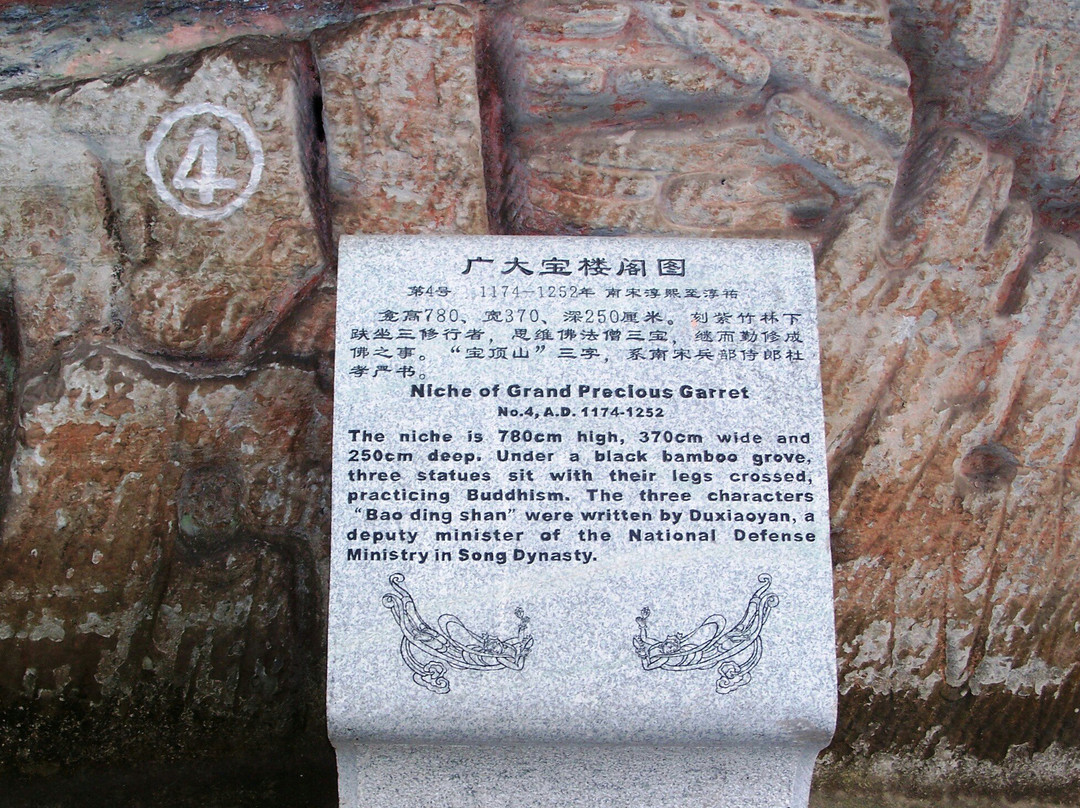 ④
广大宝楼阁图
第4号 1174—1252年 南宋淳熙至淳祐
龛高780、宽370、深250厘米。刻紫竹林下
趺坐三修行者，思维佛法僧三宝，继而勤修成
佛之事。“宝顶山”三字，系南宋兵部侍郎杜
孝严书。
Niche of Grand Precious Garret
No.4, A.D. 1174-1252
The niche is 780cm high, 370cm wide and
250cm deep. Under a black bamboo grove,
three statues sit with their legs crossed,
practicing Buddhism. The three characters
“Bao ding shan” were written by Duxiaoyan, a
deputy minister of the National Defense
Ministry in Song Dynasty.